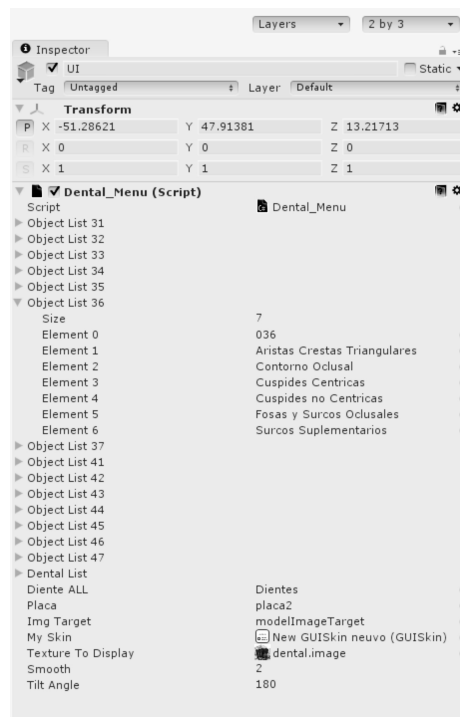 Layers 2 by 3
Inspector
UI Static
Tag Untagged Layer Default
Transform
P X -51.28621 Y 47.91381 Z 13.21713
R X 0 Y 0 Z 0
S X 1 Y 1 Z 1
Dental_Menu (Script)
Script Dental_Menu
Object List 31
Object List 32
Object List 33
Object List 34
Object List 35
Object List 36
Size 7
Element 0 036
Element 1 Aristas Crestas Triangulares
Element 2 Contorno Oclusal
Element 3 Cuspides Centricas
Element 4 Cuspides no Centricas
Element 5 Fosas y Surcos Oclusales
Element 6 Surcos Suplementarios
Object List 37
Object List 41
Object List 42
Object List 43
Object List 44
Object List 45
Object List 46
Object List 47
Dental List
Diente ALL Dientes
Placa placa2
Img Target modelImageTarget
My Skin New GUISkin neuvo (GUISkin)
Texture To Display dental.image
Smooth 2
Tilt Angle 180